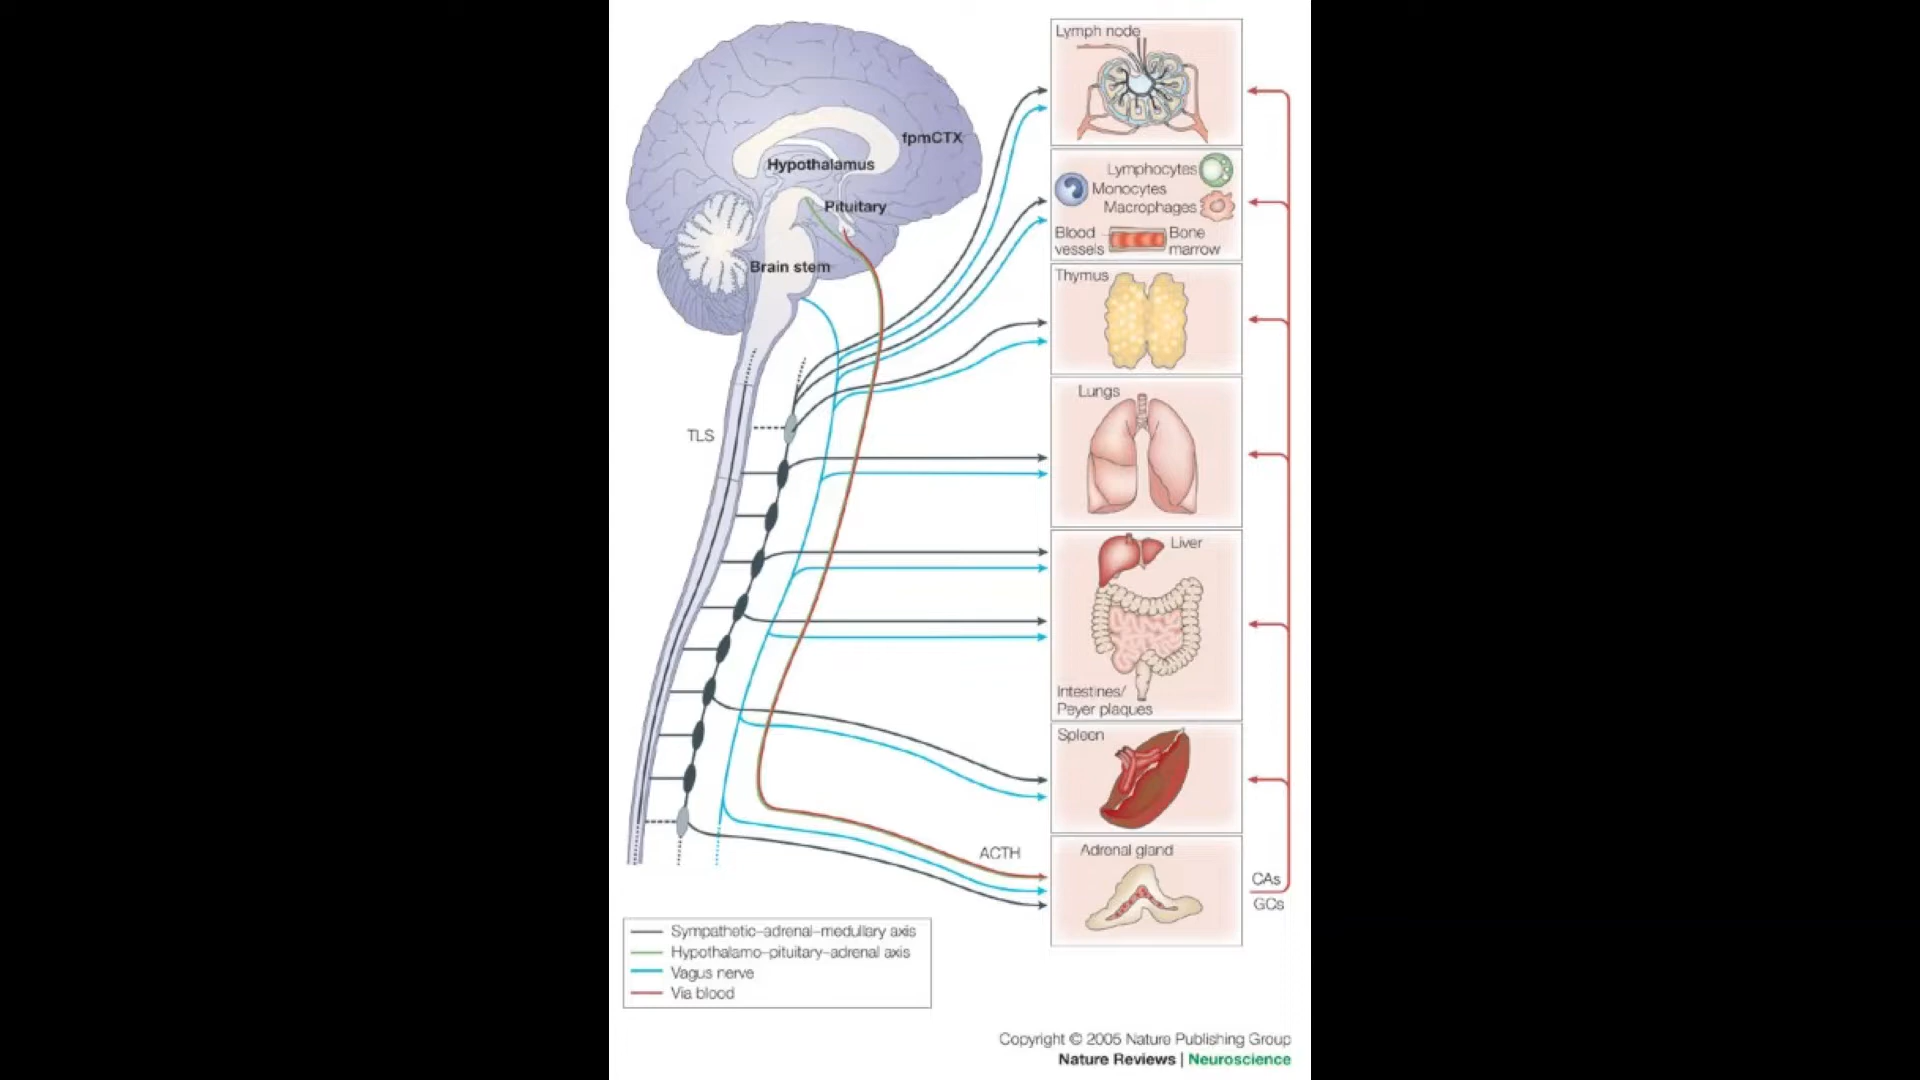 fpmCTX
Hypothalamus
Pituitary
Brain stem
TLS
ACTH
Lymph node
Lymphocytes
Monocytes
Macrophages
Blood
vessels
Bone
marrow
Thymus
Lungs
Liver
Intestines/
Peyer plaques
Spleen
Adrenal gland
CAs
GCs
Sympathetic–adrenal–medullary axis
Hypothalamo–pituitary–adrenal axis
Vagus nerve
Via blood
Copyright © 2005 Nature Publishing Group
Nature Reviews | Neuroscience